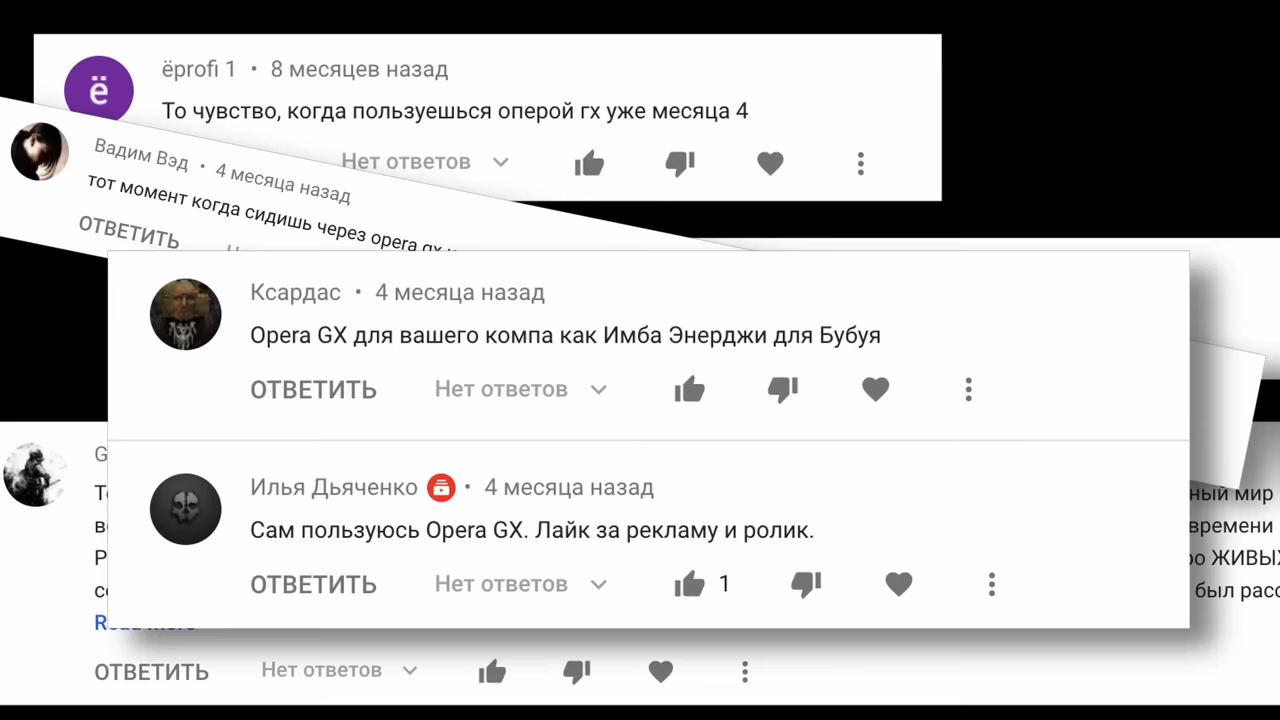 ёprofi 1 • 8 месяцев назад
То чувство, когда пользуешься оперой гх уже месяца 4
Нет ответов
Вадим Вэд • 4 месяца назад
тот момент когда сидишь через opera gx
ОТВЕТИТЬ
Ксардас • 4 месяца назад
Opera GX для вашего компа как Имба Энерджи для Бубуя
ОТВЕТИТЬ Нет ответов
Илья Дьяченко • 4 месяца назад
Сам пользуюсь Opera GX. Лайк за рекламу и ролик.
ОТВЕТИТЬ Нет ответов 1
G
ный мир
времени
ЖИВЫХ
был расс
Read more
ОТВЕТИТЬ Нет ответов